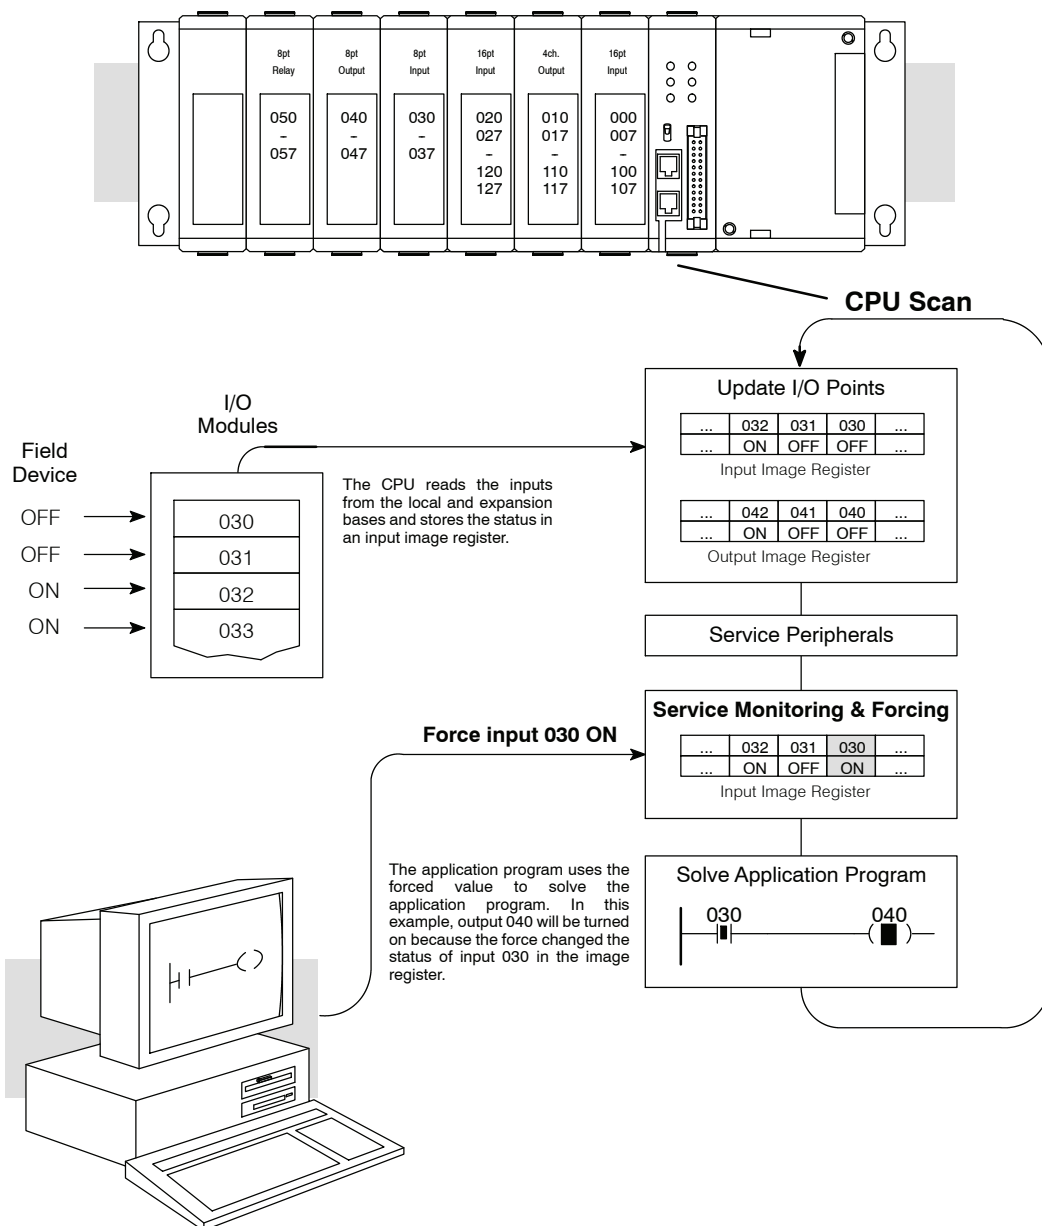 8pt
Relay
050
-
057
8pt
Output
040
-
047
8pt
Input
030
-
037
16pt
Input
020
027
-
120
127
4ch.
Output
010
017
-
110
117
16pt
Input
000
007
-
100
107
CPU Scan
Update I/O Points
... 032 031 030 ...
... ON OFF OFF ...
Input Image Register
... 042 041 040 ...
... ON OFF OFF ...
Output Image Register
I/O
Modules
Field
Device
OFF 030
OFF 031
ON 032
ON 033
The CPU reads the inputs
from the local and expansion
bases and stores the status in
an input image register.
Service Peripherals
Service Monitoring & Forcing
... 032 031 030 ...
... ON OFF ON ...
Input Image Register
Force input 030 ON
The application program uses the
forced value to solve the
application program. In this
example, output 040 will be turned
on because the force changed the
status of input 030 in the image
register.
Solve Application Program
030 040